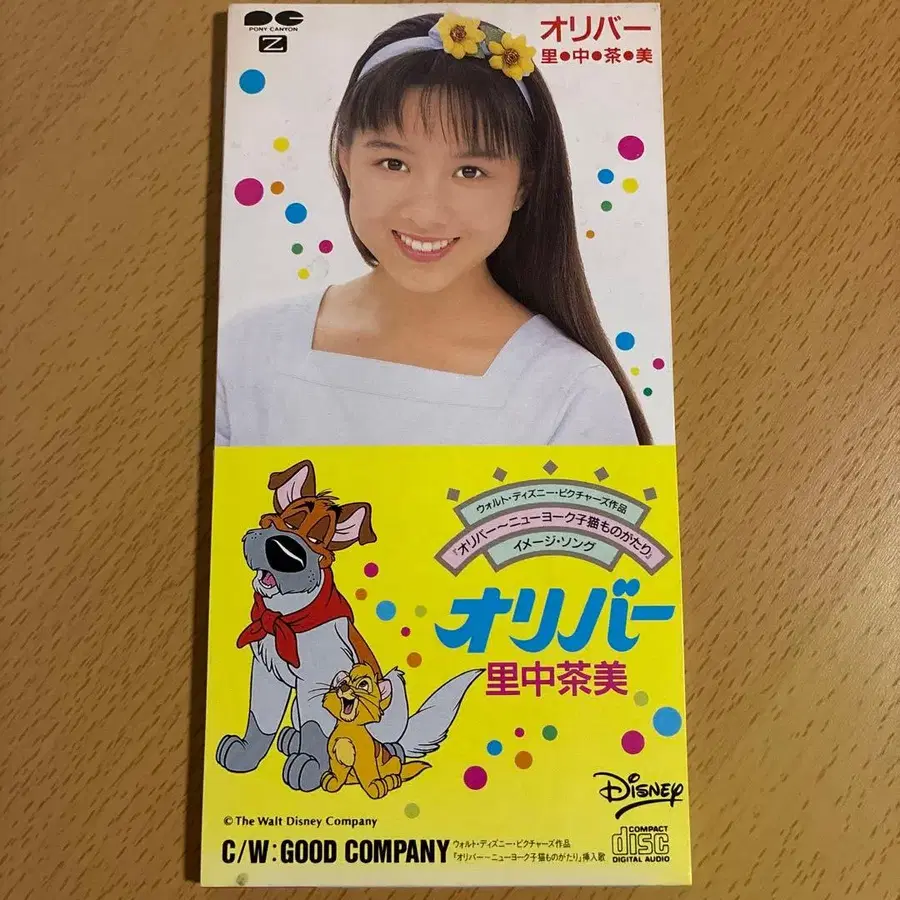 PONY CANYON
Z
オリバー
里●中●茶●美
ウォルト・ディズニー・ピクチャーズ作品
『オリバー〜ニューヨーク子猫ものがたり』
イメージ・ソング
オリバー
里中茶美
Disney
© The Walt Disney Company
C/W:GOOD COMPANY
ウォルト・ディズニー・ピクチャーズ作品
『オリバー〜ニューヨーク子猫ものがたり』挿入歌
COMPACT
disc
DIGITAL AUDIO